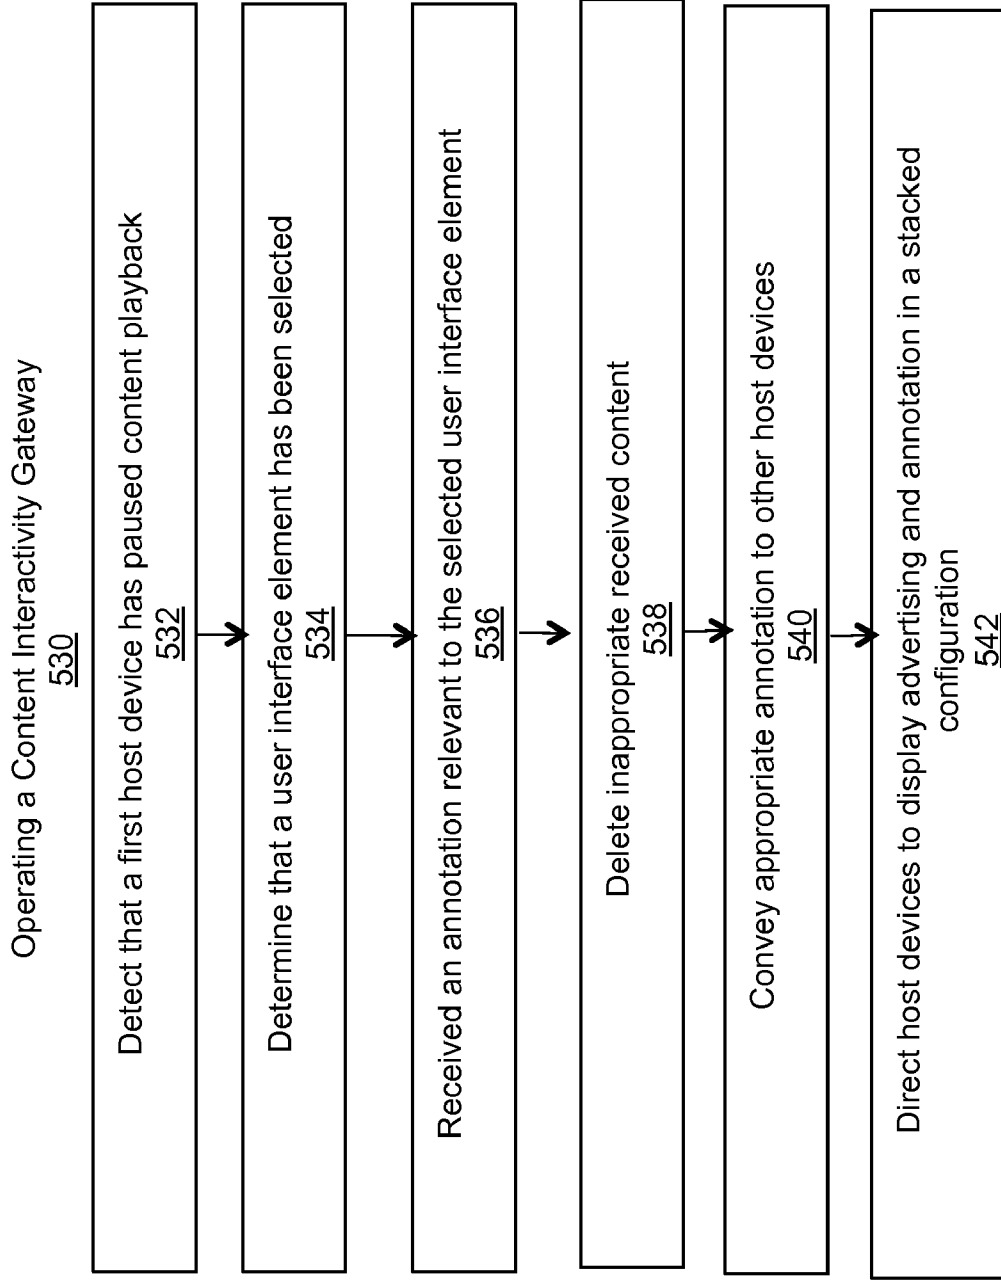 Operating a Content Interactivity Gateway
530
Detect that a first host device has paused content playback
532
Determine that a user interface element has been selected
534
Received an annotation relevant to the selected user interface element
536
Delete inappropriate received content
538
Convey appropriate annotation to other host devices
540
Direct host devices to display advertising and annotation in a stacked
configuration
542